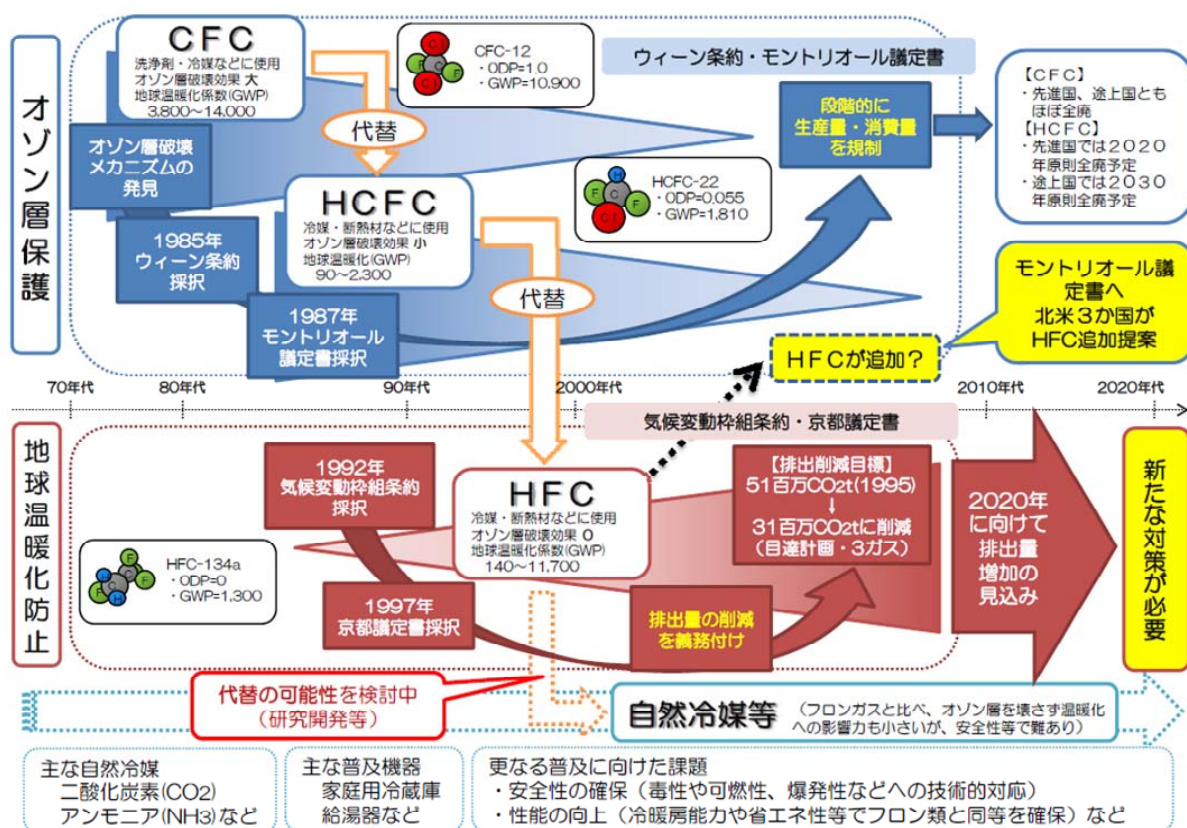 オゾン層保護
CFC
洗浄剤・冷媒などに使用
オゾン層破壊効果 大
地球温暖化係数(GWP)
3,800～14,000
代替
Cl
F
C
F
Cl
CFC-12
・ODP=1.0
・GWP=10,900
ウィーン条約・モントリオール議定書
段階的に
生産量・消費量
を規制
【CFC】
・先進国、途上国とも
ほぼ全廃
【HCFC】
・先進国では2020
年原則全廃予定
・途上国では2030
年原則全廃予定
オゾン層破壊
メカニズムの
発見
1985年
ウィーン条約
採択
1987年
モントリオール
議定書採択
HCFC
冷媒・断熱材などに使用
オゾン層破壊効果 小
地球温暖化(GWP)
90～2,300
代替
H
F
C
F
Cl
HCFC-22
・ODP=0.055
・GWP=1,810
モントリオール議
定書へ
北米3か国が
HFC追加提案
HFCが追加？
70年代
80年代
90年代
2000年代
2010年代
2020年代
地球温暖化防止
気候変動枠組条約・京都議定書
1992年
気候変動枠組条約
採択
1997年
京都議定書採択
HFC
冷媒・断熱材などに使用
オゾン層破壊効果 0
地球温暖化係数(GWP)
140～11,700
F
H
C
F
C
F
F
H
HFC-134a
・ODP=0
・GWP=1,300
【排出削減目標】
51百万CO2t(1995)
↓
31百万CO2tに削減
(目達計画・3ガス)
排出量の削減
を義務付け
2020年
に向けて
排出量
増加の
見込み
新たな対策が必要
代替の可能性を検討中
(研究開発等)
自然冷媒等
(フロンガスと比べ、オゾン層を壊さず温暖化
への影響力も小さいが、安全性等で難あり)
主な自然冷媒
二酸化炭素(CO2)
アンモニア(NH3)など
主な普及機器
家庭用冷蔵庫
給湯器など
更なる普及に向けた課題
・安全性の確保（毒性や可燃性、爆発性などへの技術的対応）
・性能の向上（冷暖房能力や省エネ性等でフロン類と同等を確保）など